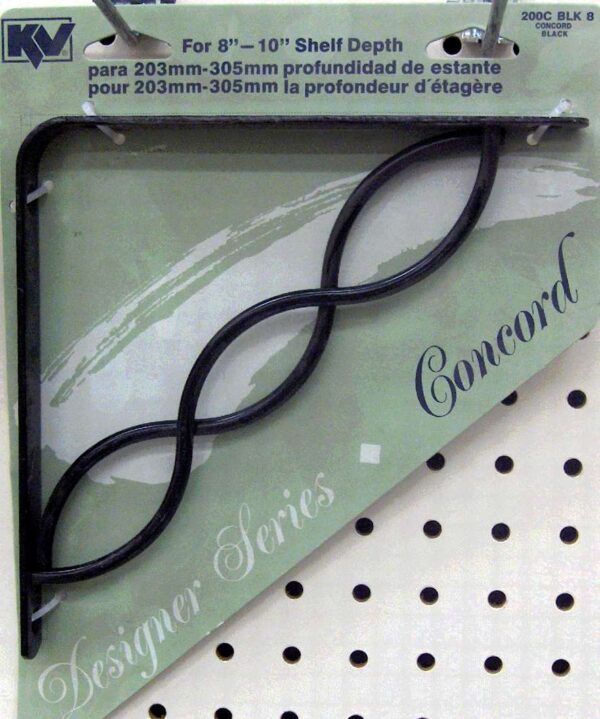 KV
200C BLK 8
CONCORD
BLACK
For 8"–10" Shelf Depth
para 203mm-305mm profundidad de estante
pour 203mm-305mm la profondeur d´étagère
Concord
Designer Series